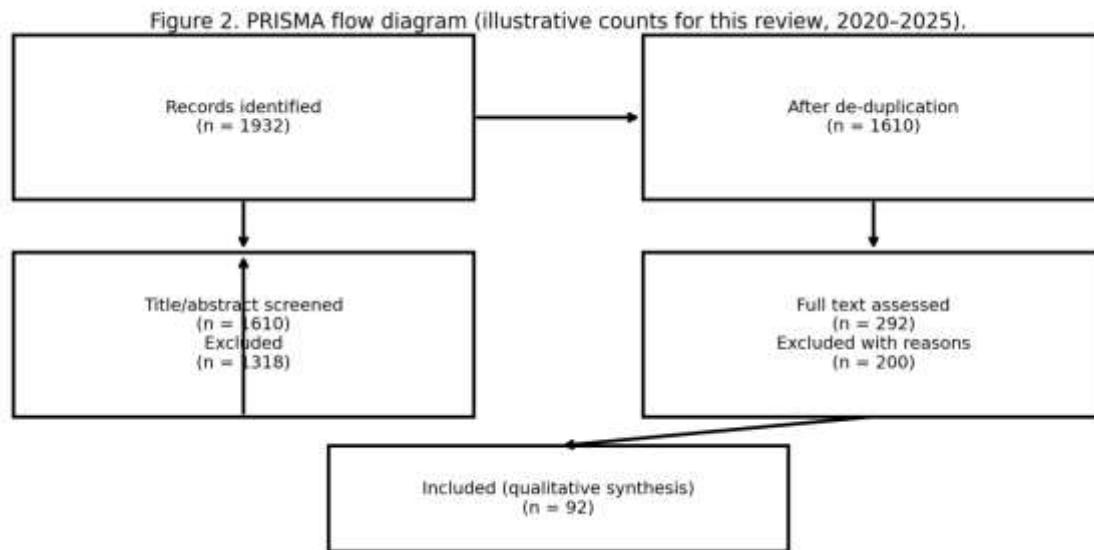 Figure 2. PRISMA flow diagram (illustrative counts for this review, 2020–2025).
Records identified
(n = 1932)
After de-duplication
(n = 1610)
Title/abstract screened
(n = 1610)
Excluded
(n = 1318)
Full text assessed
(n = 292)
Excluded with reasons
(n = 200)
Included (qualitative synthesis)
(n = 92)